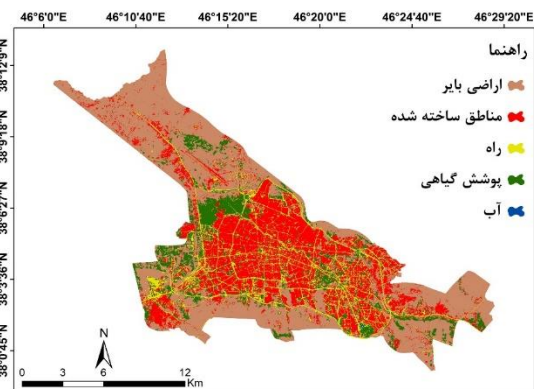 46°6'0"E 46°10'40"E 46°15'20"E 46°20'0"E 46°24'40"E 46°29'20"E
38°12'9"N
38°9'18"N
38°6'27"N
38°3'36"N
38°0'45"N
راهنما
اراضی بایر
مناطق ساخته شده
راه
پوشش گیاهی
آب
N
0 3 6 12
Km